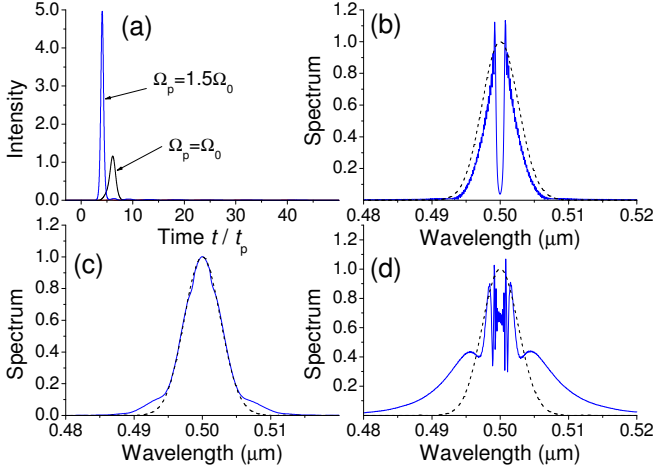 (a)
Intensity
5.0
4.0
3.0
2.0
1.0
0.0
Ωp=1.5Ω0
Ωp=Ω0
0 10 20 30 40
Time t / tp
(b)
Spectrum
1.2
1.0
0.8
0.6
0.4
0.2
0.48 0.49 0.50 0.51 0.52
Wavelength (μm)
(c)
Spectrum
1.0
0.8
0.6
0.4
0.2
0.0
0.48 0.49 0.50 0.51
Wavelength (μm)
(d)
Spectrum
1.2
1.0
0.8
0.6
0.4
0.2
0.48 0.49 0.50 0.51 0.52
Wavelength (μm)